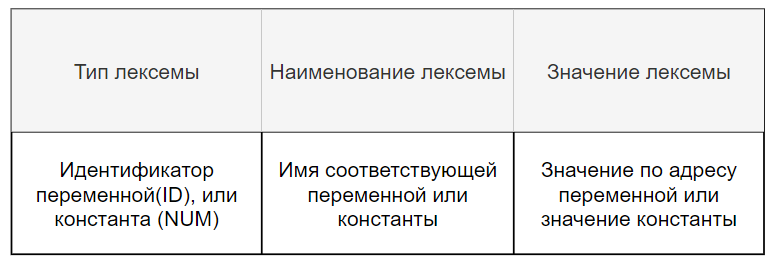 Тип лексемы
Наименование лексемы
Значение лексемы
Идентификатор
переменной(ID), или
константа (NUM)
Имя соответствующей
переменной или
константы
Значение по адресу
переменной или
значение константы